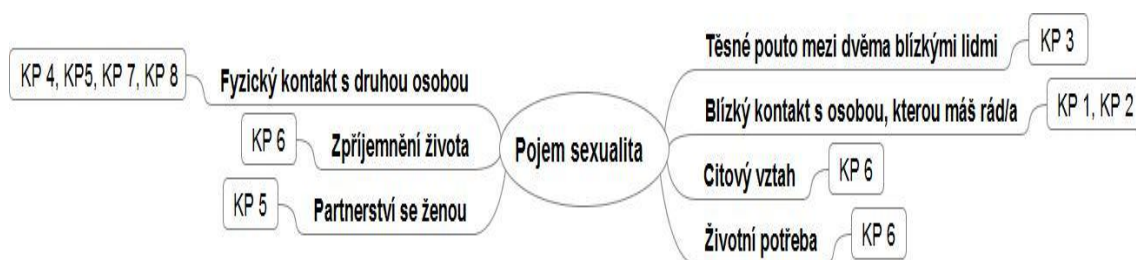 Pojem sexualita
Fyzický kontakt s druhou osobou
KP 4, KP5, KP 7, KP 8
Zpříjemnění života
KP 6
Partnerství se ženou
KP 5
Těsné pouto mezi dvěma blízkými lidmi
KP 3
Blízký kontakt s osobou, kterou máš rád/a
KP 1, KP 2
Citový vztah
KP 6
Životní potřeba
KP 6